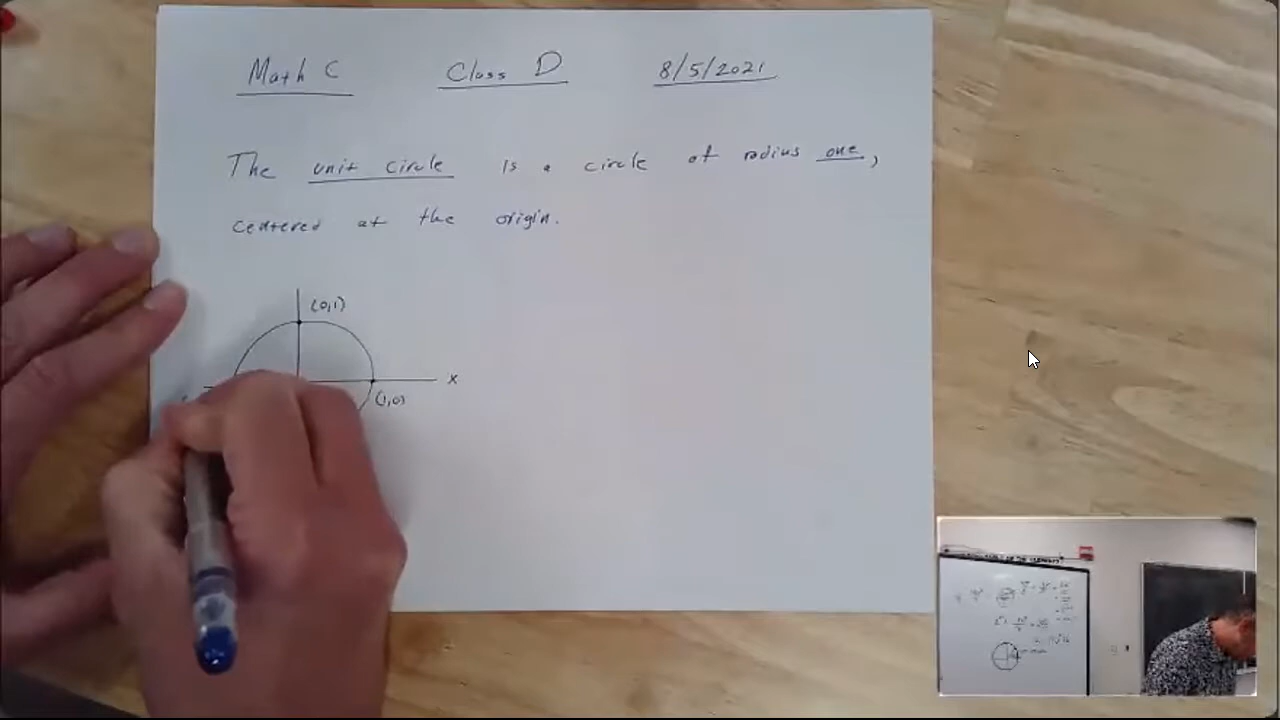 Math C Class D 8/5/2021
The unit circle is a circle of radius one,
centered at the origin.
(0,1)
x
(1,0)